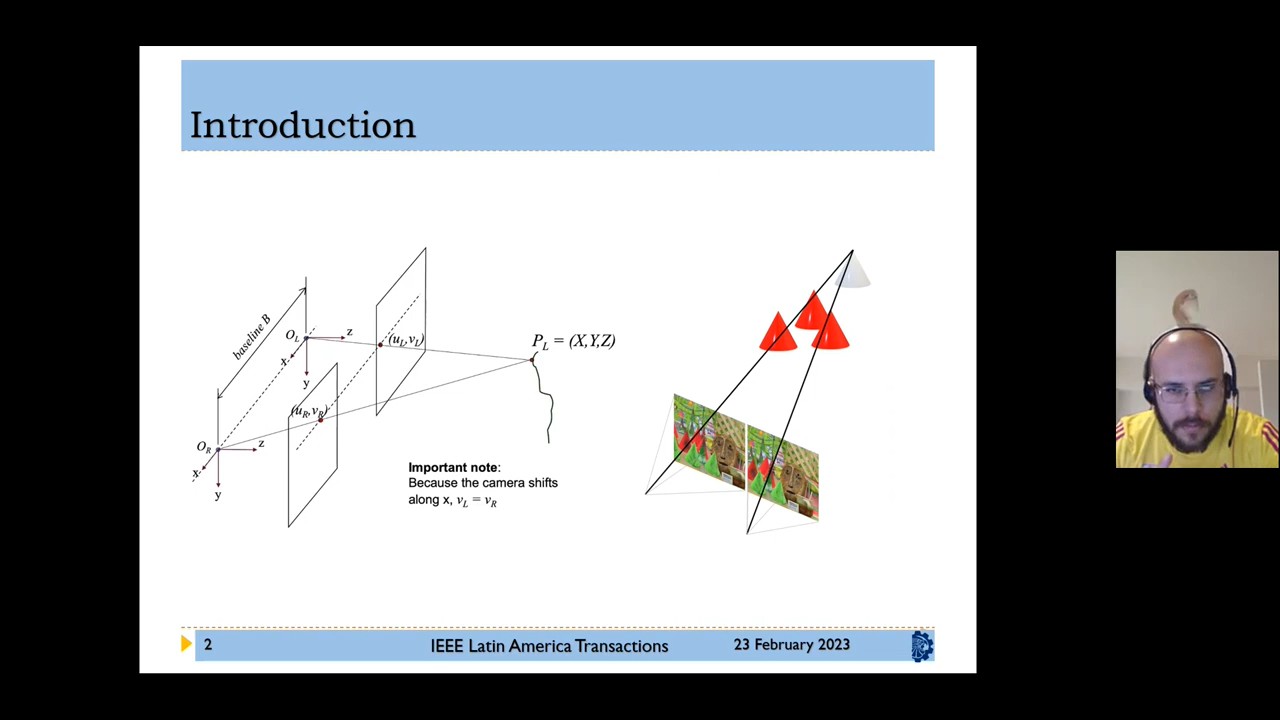 Introduction
baseline B
O_L
z
x
y
(u_L,v_L)
P_L = (X,Y,Z)
(u_R,v_R)
O_R
z
x
y
Important note:
Because the camera shifts
along x, v_L = v_R
2
IEEE Latin America Transactions
23 February 2023